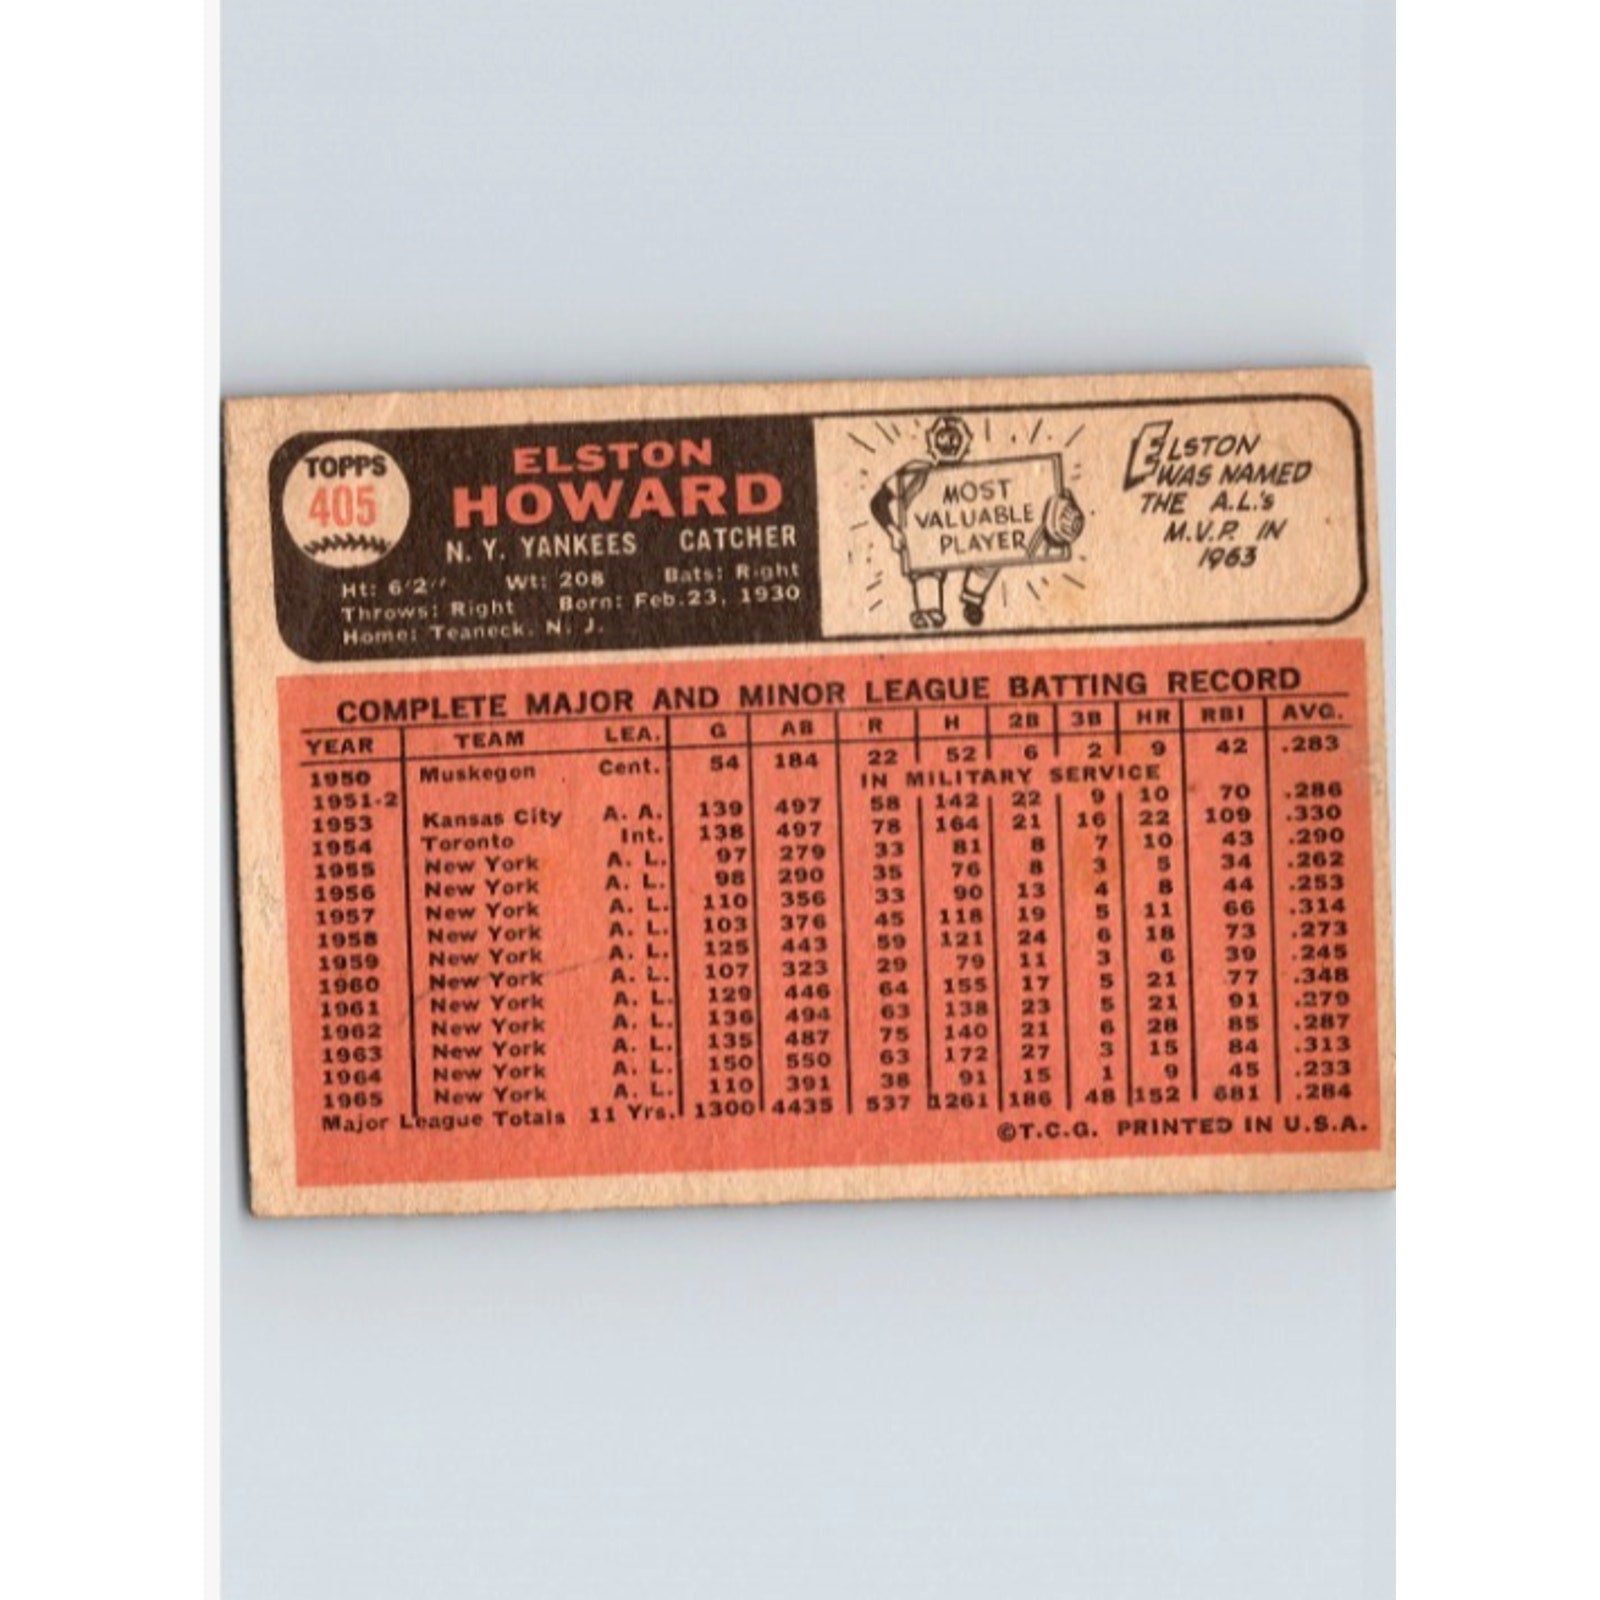 TOPPS
405
ELSTON
HOWARD
N. Y. YANKEES CATCHER
Ht: 6'2" Wt: 208 Bats: Right
Throws: Right Born: Feb. 23, 1930
Home: Teaneck, N. J.
MOST
VALUABLE
PLAYER
ELSTON
WAS NAMED
THE A.L.'s
M.V.P. IN
1963
COMPLETE MAJOR AND MINOR LEAGUE BATTING RECORD
YEAR TEAM LEA. G AB R H 2B 3B HR RBI AVG.
1950 Muskegon Cent. 54 184 22 52 6 2 9 42 .283
1951-2 IN MILITARY SERVICE
1953 Kansas City A. A. 139 497 58 142 22 9 10 70 .286
1954 Toronto Int. 138 497 78 164 21 16 22 109 .330
1955 New York A. L. 97 279 33 81 8 7 10 43 .290
1956 New York A. L. 98 290 35 76 8 3 5 34 .262
1957 New York A. L. 110 356 33 90 13 4 8 44 .253
1958 New York A. L. 103 376 45 118 19 5 11 66 .314
1959 New York A. L. 125 443 59 121 24 6 18 73 .273
1960 New York A. L. 107 323 29 79 11 3 6 39 .245
1961 New York A. L. 129 446 64 155 17 5 21 77 .348
1962 New York A. L. 136 494 63 138 23 5 21 91 .279
1963 New York A. L. 135 487 75 140 21 6 28 85 .287
1964 New York A. L. 150 550 63 172 27 3 15 84 .313
1965 New York A. L. 110 391 38 91 15 1 9 45 .233
Major League Totals 11 Yrs. 1300 4435 537 1261 186 48 152 681 .284
©T.C.G. PRINTED IN U.S.A.